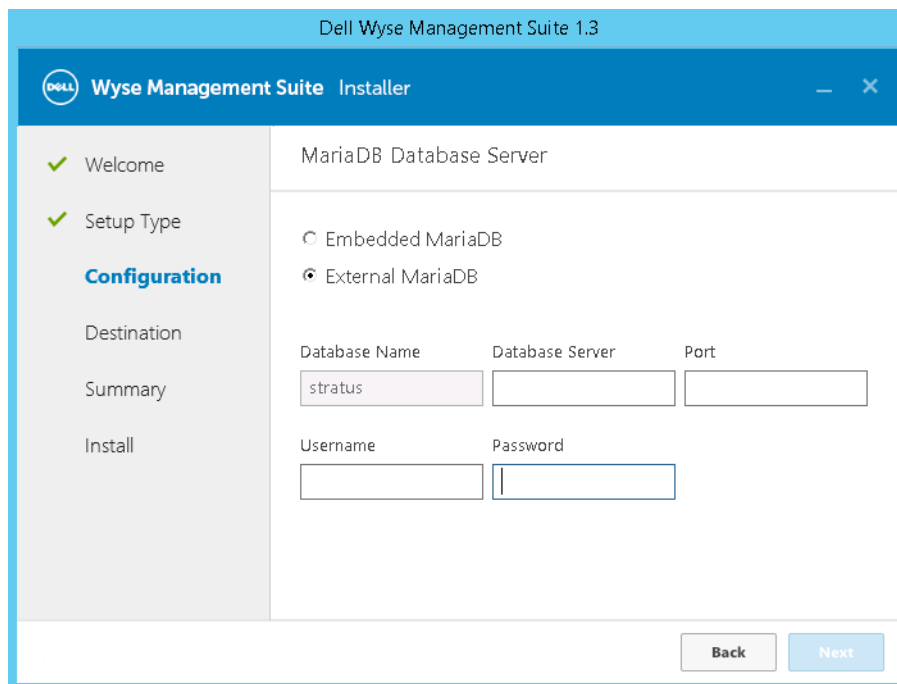 Dell Wyse Management Suite 1.3
DELL Wyse Management Suite Installer
Welcome
MariaDB Database Server
Setup Type
Embedded MariaDB
Configuration
External MariaDB
Destination
Database Name Database Server Port
Summary
stratus
Install
Username Password
Back Next